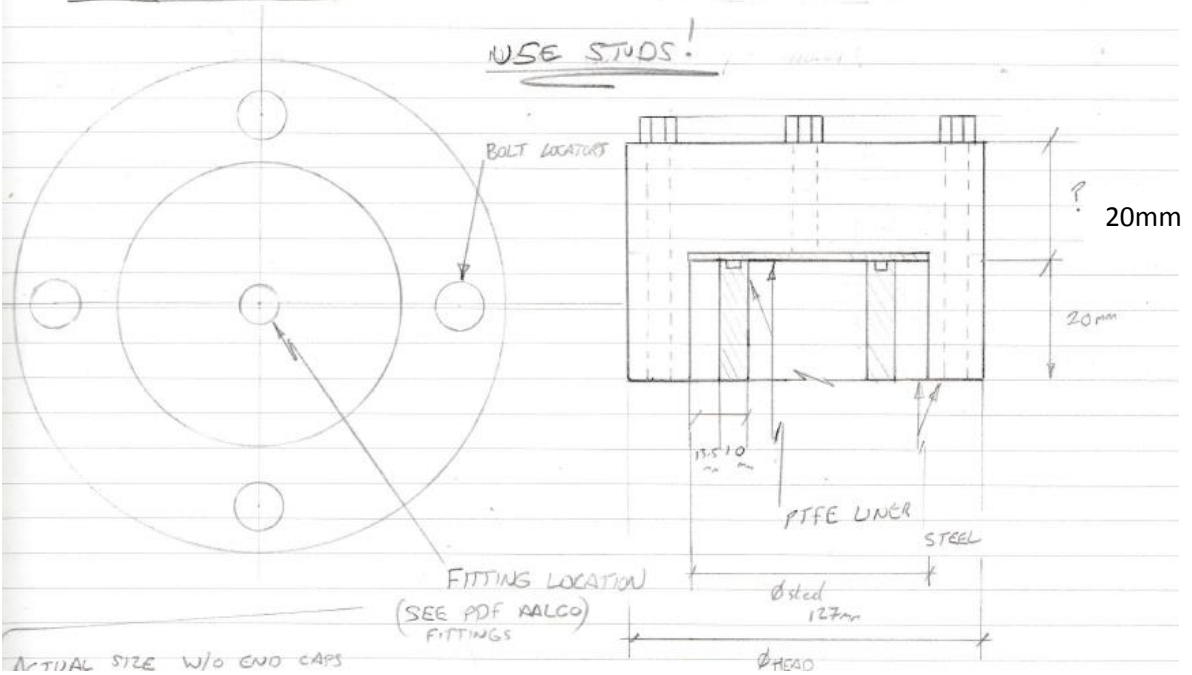 USE STUDS!
BOLT LOCATORS
?
20mm
20mm
13.5 10
mm mm
PTFE LINER
STEEL
FITTING LOCATION
(SEE PDF AALCO)
FITTINGS
Ø steel
127mm
ØHEAD
ACTUAL SIZE W/O END CAPS